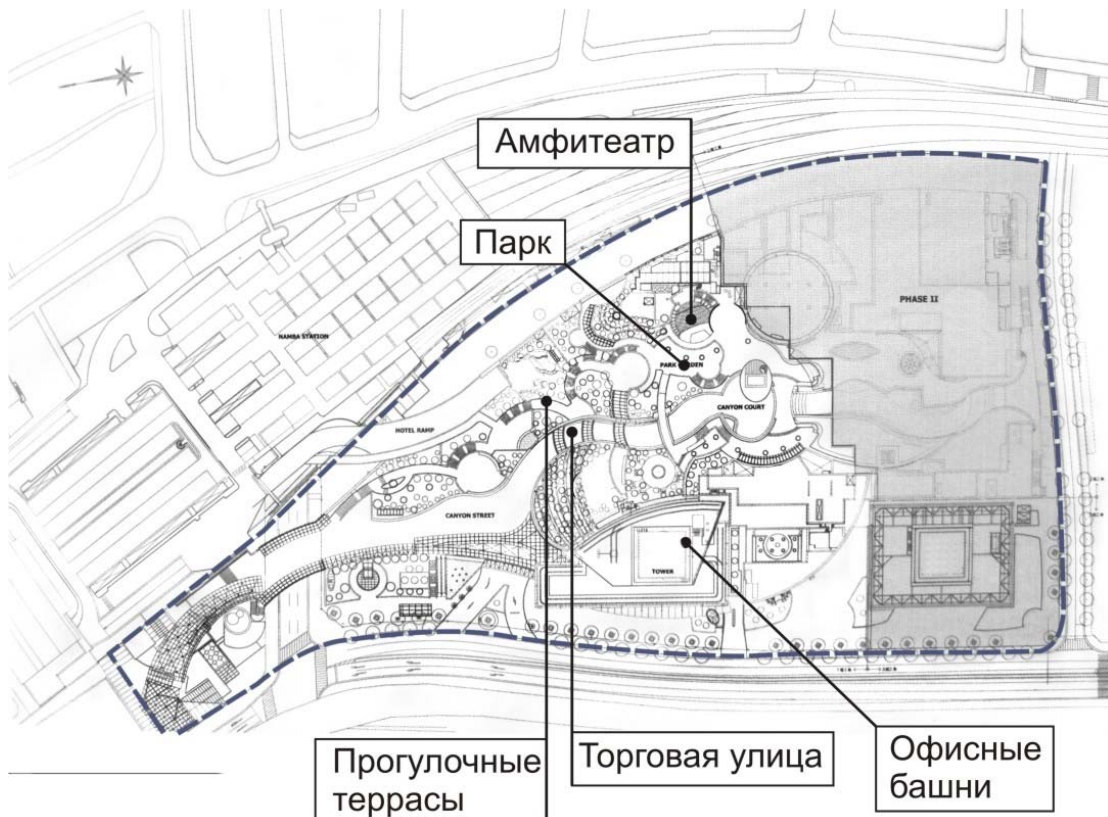 Амфитеатр
Парк
PHASE II
NAMBA STATION
PARK GARDEN
CANYON COURT
HOTEL RAMP
CANYON STREET
TOWER
Прогулочные
террасы
Торговая улица
Офисные
башни